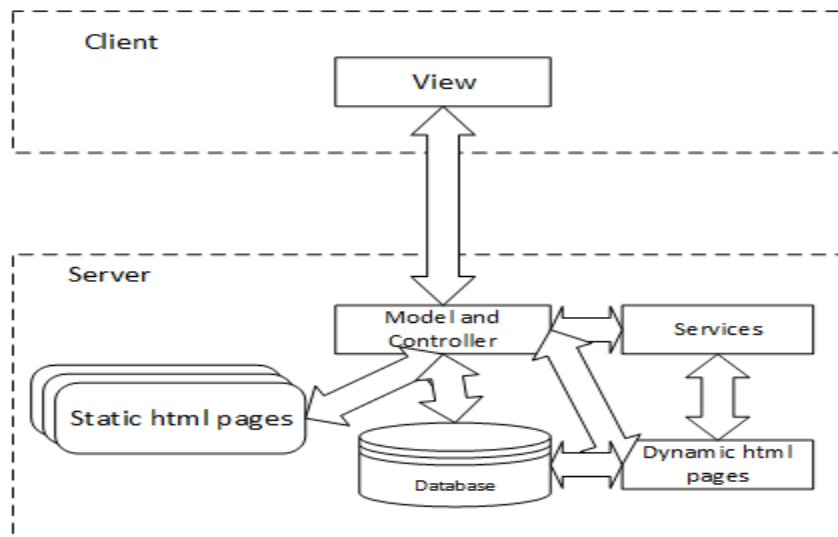 Client
View
Server
Model and
Controller
Services
Static html pages
Database
Dynamic html
pages